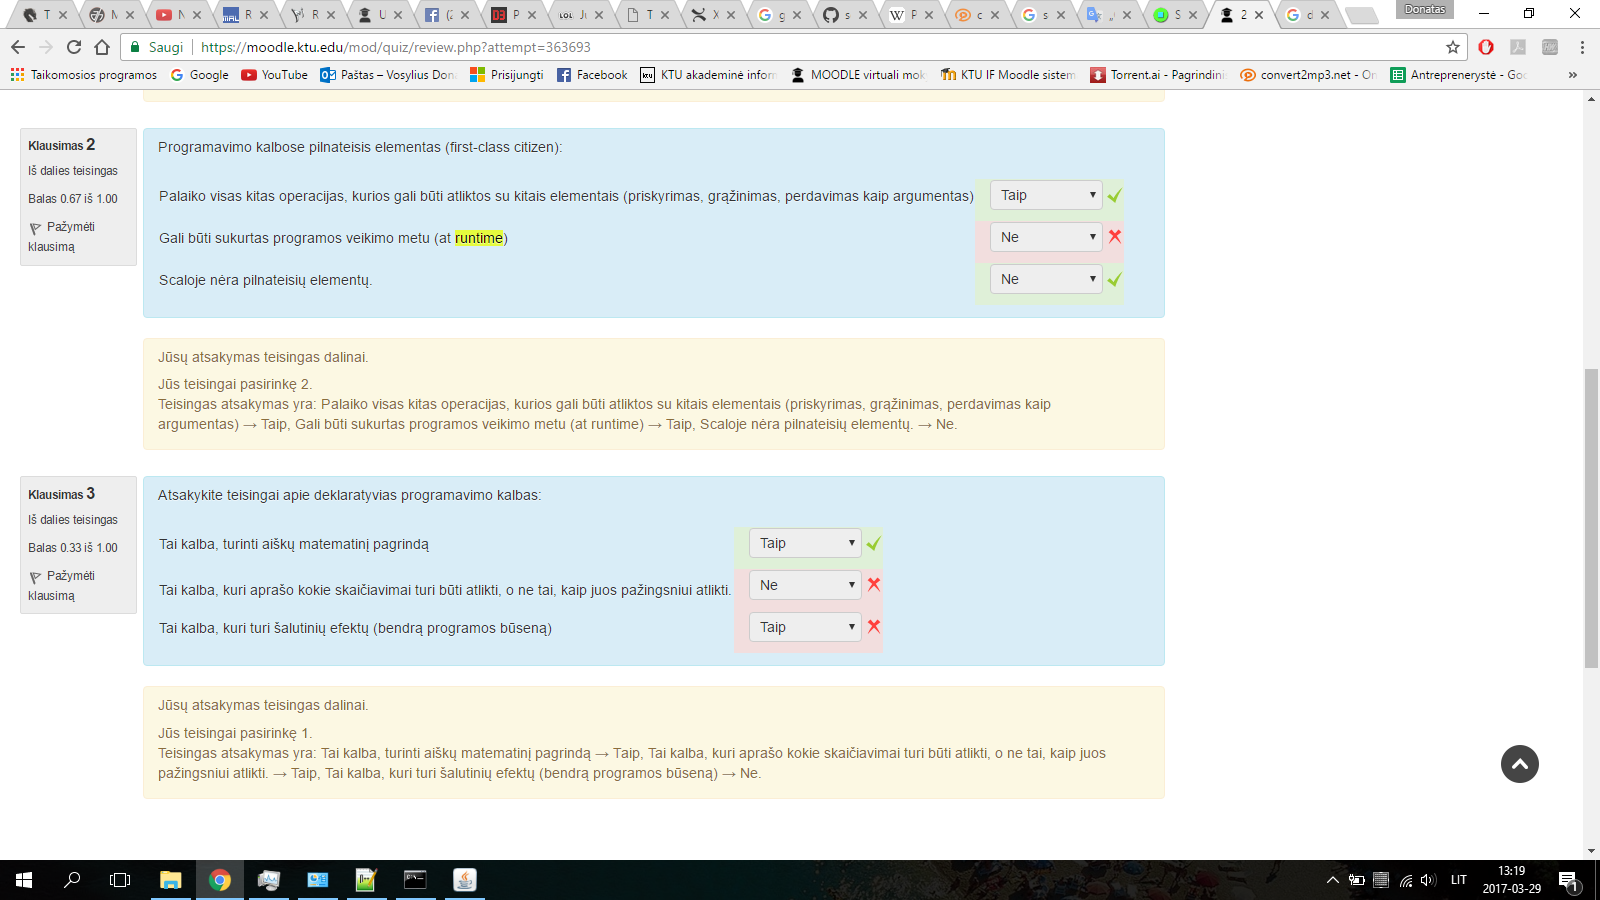 Donatas
Saugi https://moodle.ktu.edu/mod/quiz/review.php?attempt=363693
Taikomosios programos Google YouTube Paštas – Vosylius Don Prisijungti Facebook KTU akademinė infor MOODLE virtuali mok KTU IF Moodle sistem Torrent.ai - Pagrindini convert2mp3.net - On Antreprenerystė - Goo »
Klausimas 2
Iš dalies teisingas
Balas 0.67 iš 1.00
Pažymėti
klausimą
Programavimo kalbose pilnateisis elementas (first-class citizen):
Palaiko visas kitas operacijas, kurios gali būti atliktos su kitais elementais (priskyrimas, grąžinimas, perdavimas kaip argumentas) Taip
Gali būti sukurtas programos veikimo metu (at runtime) Ne
Scaloje nėra pilnateisių elementų. Ne
Jūsų atsakymas teisingas dalinai.
Jūs teisingai pasirinkę 2.
Teisingas atsakymas yra: Palaiko visas kitas operacijas, kurios gali būti atliktos su kitais elementais (priskyrimas, grąžinimas, perdavimas kaip
argumentas) → Taip, Gali būti sukurtas programos veikimo metu (at runtime) → Taip, Scaloje nėra pilnateisių elementų. → Ne.
Klausimas 3
Iš dalies teisingas
Balas 0.33 iš 1.00
Pažymėti
klausimą
Atsakykite teisingai apie deklaratyvias programavimo kalbas:
Tai kalba, turinti aiškų matematinį pagrindą Taip
Tai kalba, kuri aprašo kokie skaičiavimai turi būti atlikti, o ne tai, kaip juos pažingsniui atlikti. Ne
Tai kalba, kuri turi šalutinių efektų (bendrą programos būseną) Taip
Jūsų atsakymas teisingas dalinai.
Jūs teisingai pasirinkę 1.
Teisingas atsakymas yra: Tai kalba, turinti aiškų matematinį pagrindą → Taip, Tai kalba, kuri aprašo kokie skaičiavimai turi būti atlikti, o ne tai, kaip juos
pažingsniui atlikti. → Taip, Tai kalba, kuri turi šalutinių efektų (bendrą programos būseną) → Ne.
LIT
13:19
2017-03-29
1